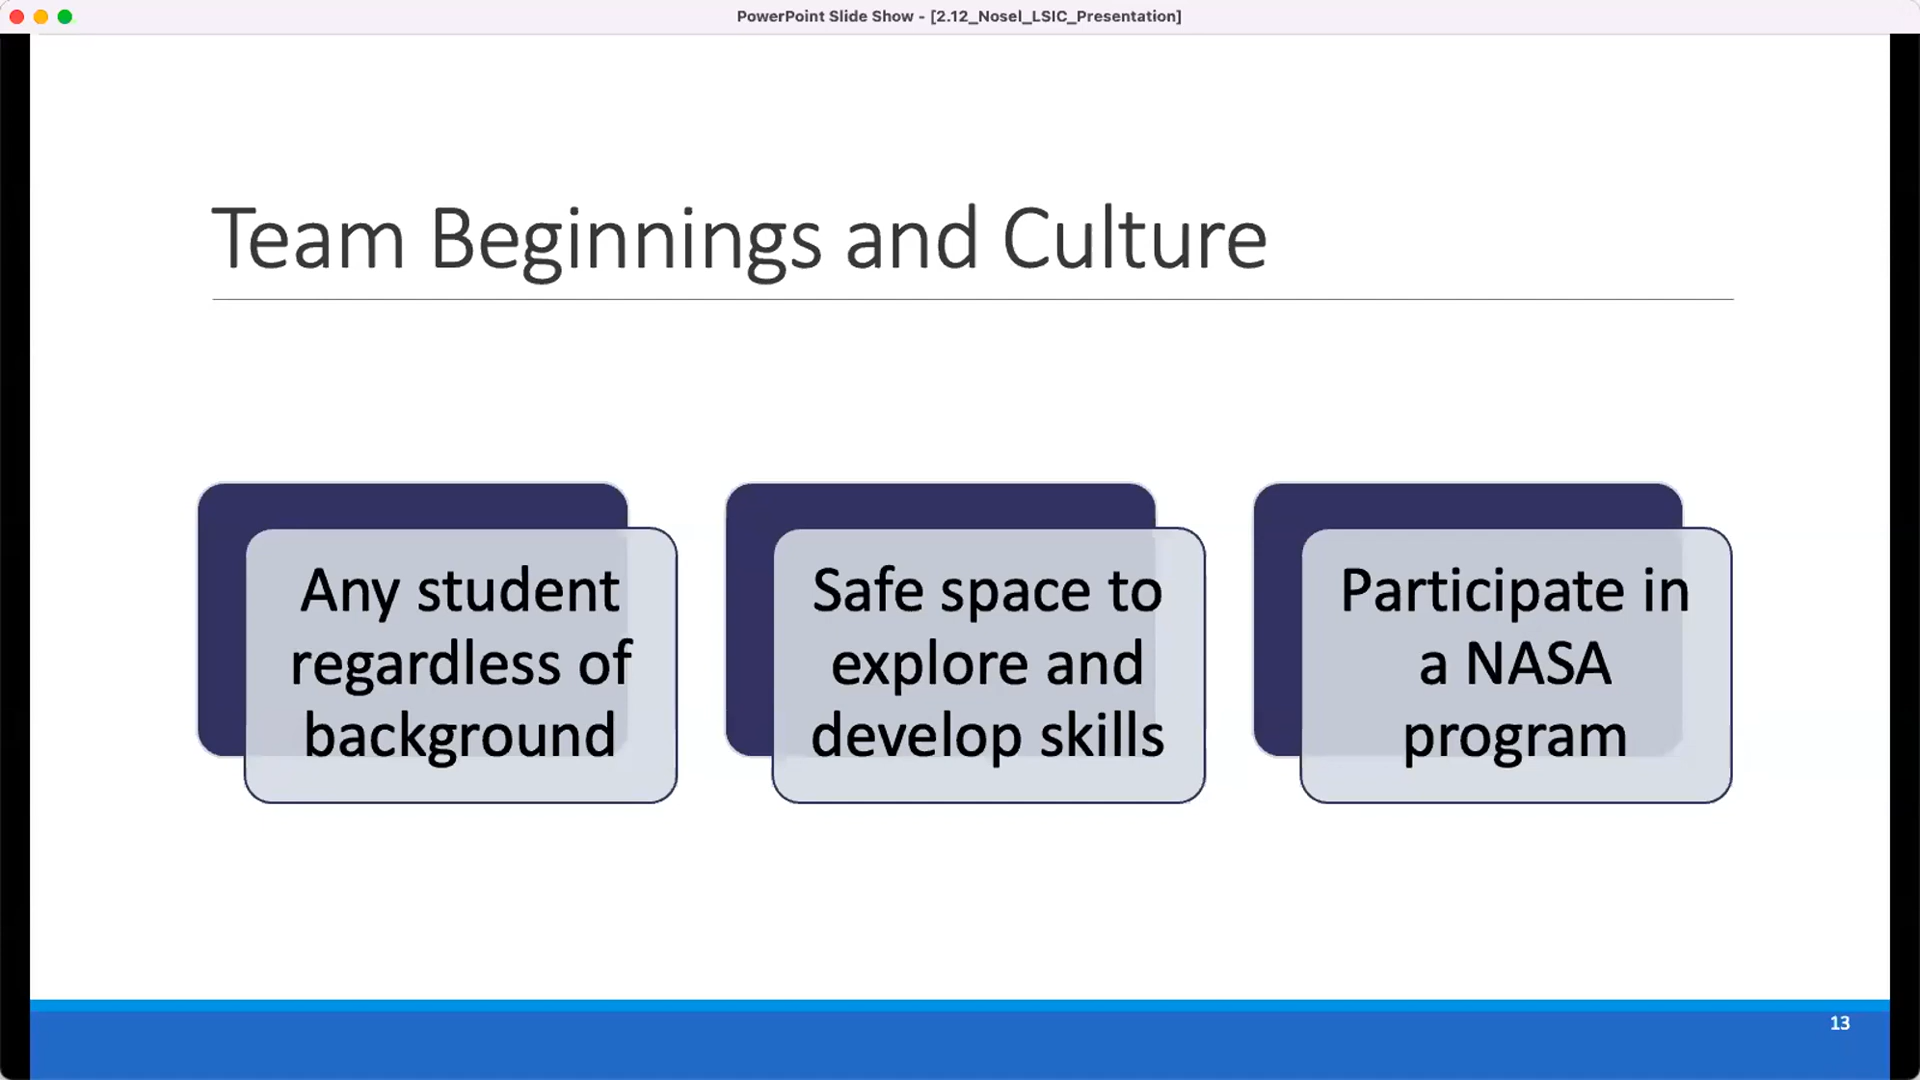 PowerPoint Slide Show - [2.12_Nosel_LSIC_Presentation]
Team Beginnings and Culture
Any student
regardless of
background
Safe space to
explore and
develop skills
Participate in
a NASA
program
13